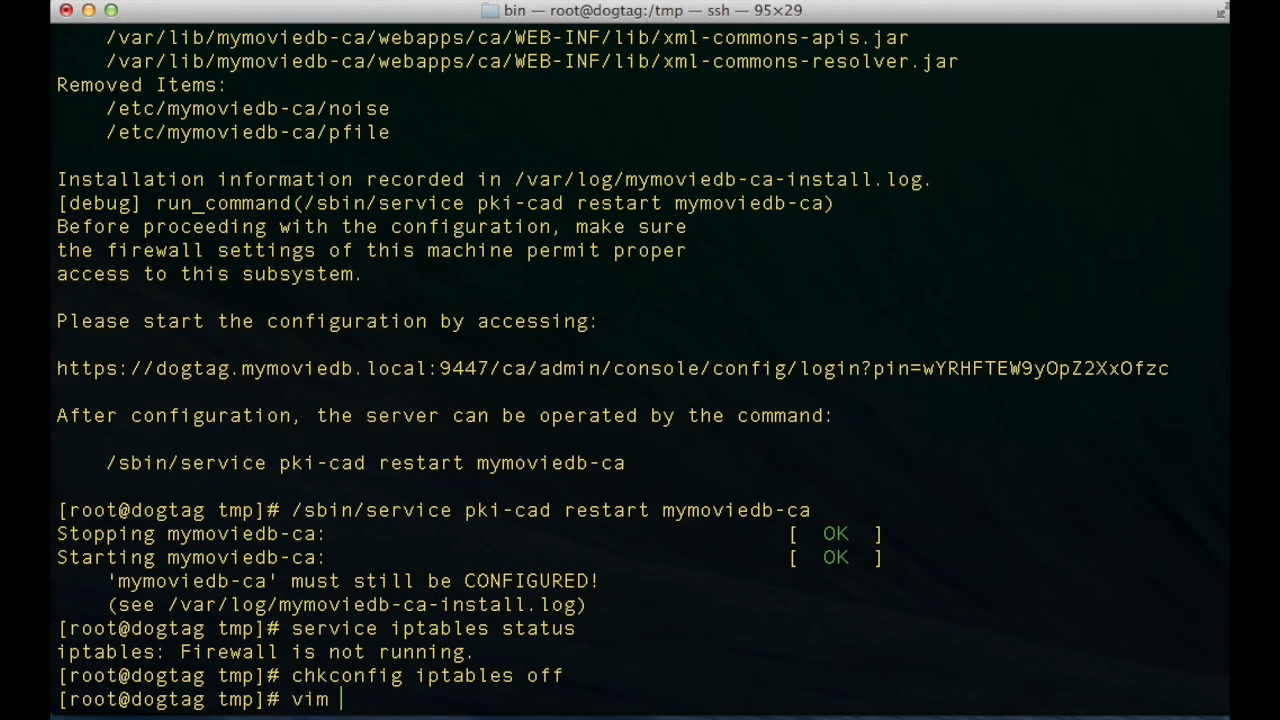 bin — root@dogtag:/tmp — ssh — 95×29
/var/lib/mymoviedb-ca/webapps/ca/WEB-INF/lib/xml-commons-apis.jar
/var/lib/mymoviedb-ca/webapps/ca/WEB-INF/lib/xml-commons-resolver.jar
Removed Items:
/etc/mymoviedb-ca/noise
/etc/mymoviedb-ca/pfile
Installation information recorded in /var/log/mymoviedb-ca-install.log.
[debug] run_command(/sbin/service pki-cad restart mymoviedb-ca)
Before proceeding with the configuration, make sure
the firewall settings of this machine permit proper
access to this subsystem.
Please start the configuration by accessing:
https://dogtag.mymoviedb.local:9447/ca/admin/console/config/login?pin=wYRHFTEW9yOpZ2XxOfzc
After configuration, the server can be operated by the command:
/sbin/service pki-cad restart mymoviedb-ca
[root@dogtag tmp]# /sbin/service pki-cad restart mymoviedb-ca
Stopping mymoviedb-ca: [ OK ]
Starting mymoviedb-ca: [ OK ]
'mymoviedb-ca' must still be CONFIGURED!
(see /var/log/mymoviedb-ca-install.log)
[root@dogtag tmp]# service iptables status
iptables: Firewall is not running.
[root@dogtag tmp]# chkconfig iptables off
[root@dogtag tmp]# vim